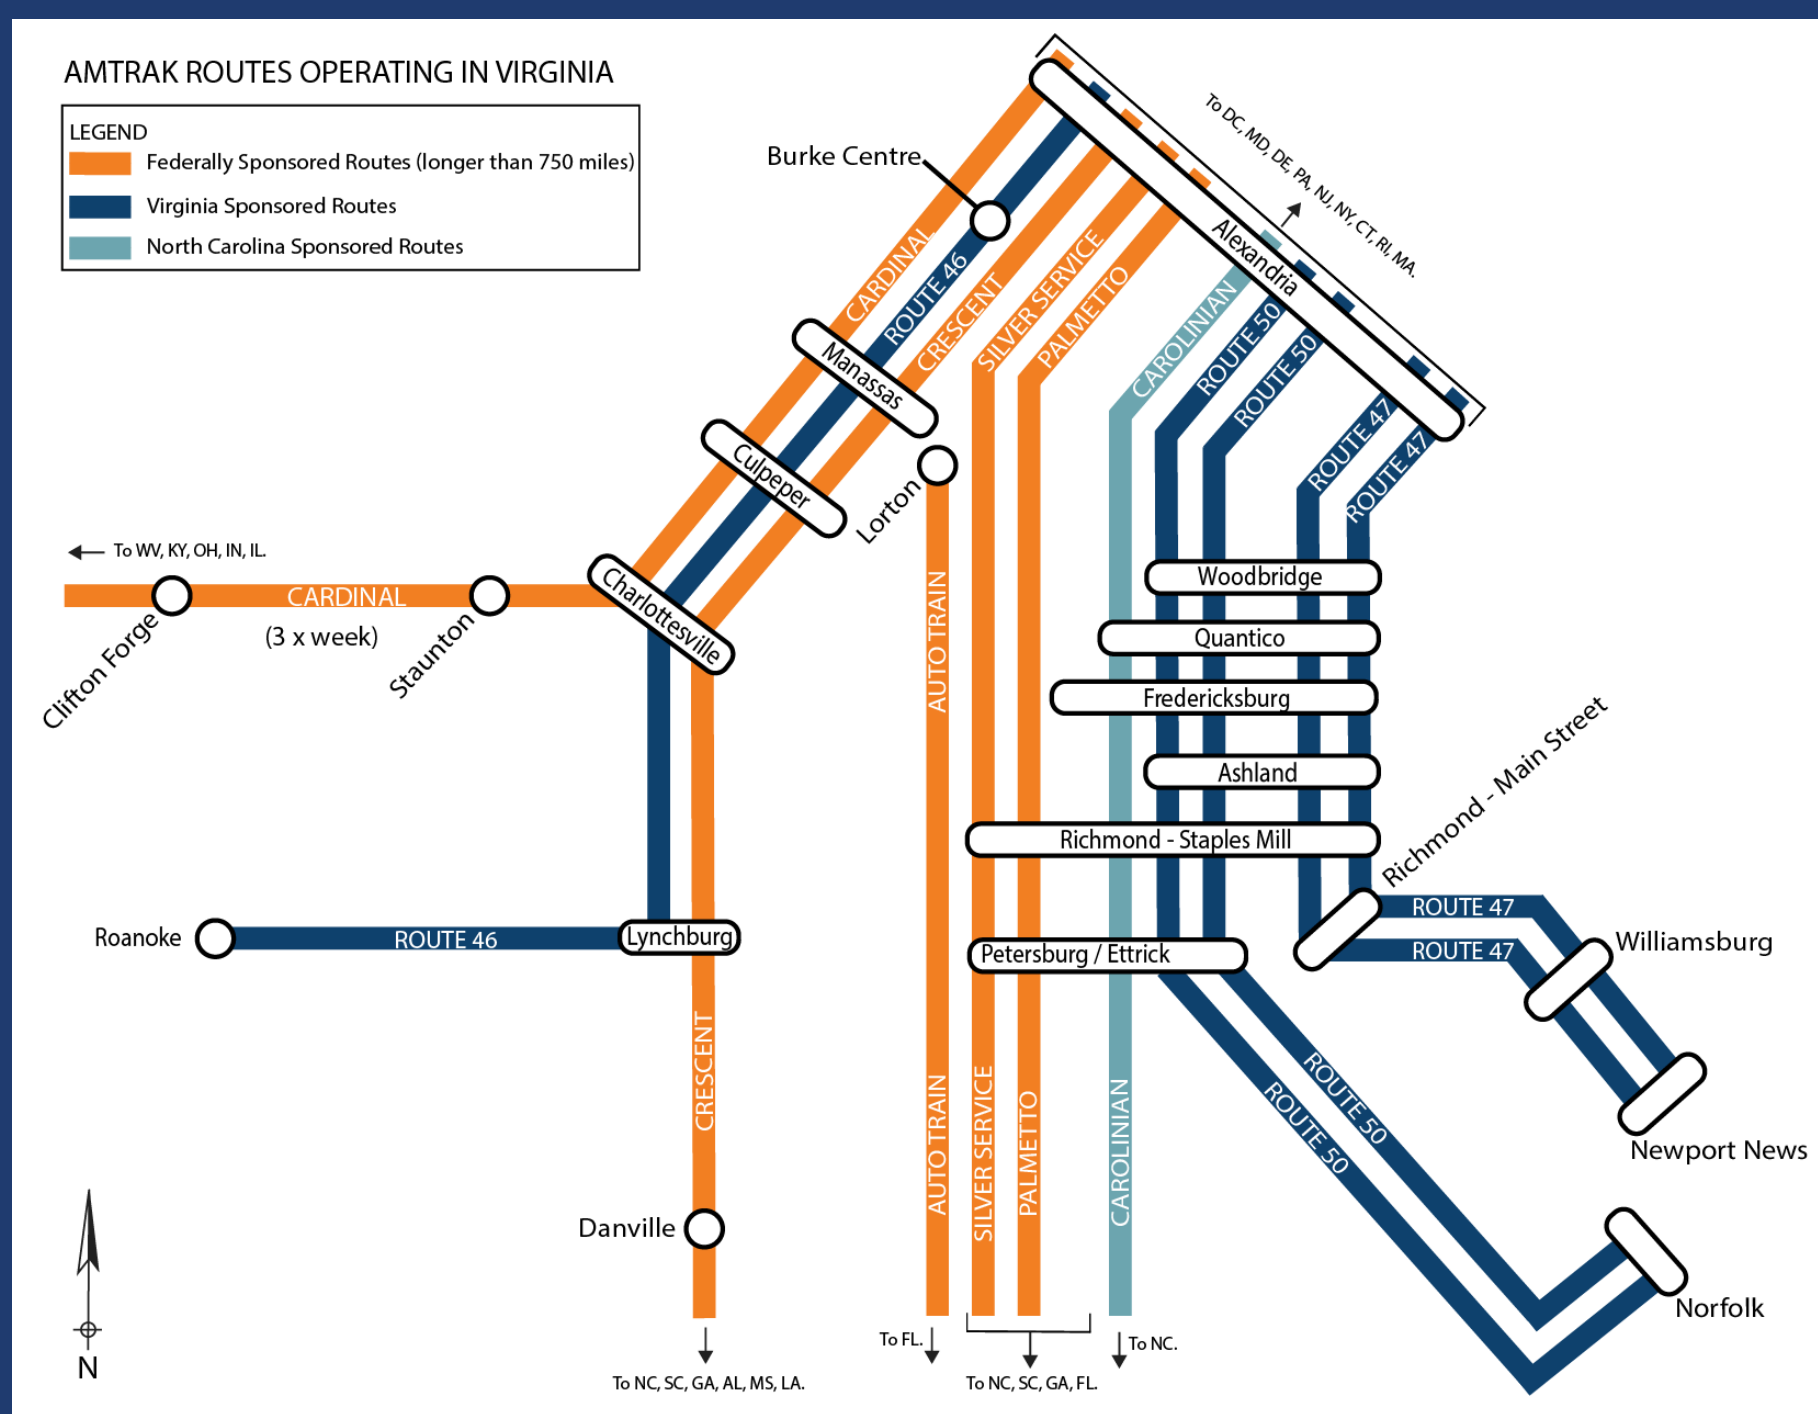 AMTRAK ROUTES OPERATING IN VIRGINIA
LEGEND
Federally Sponsored Routes (longer than 750 miles)
Virginia Sponsored Routes
North Carolina Sponsored Routes
To DC, MD, DE, PA, NJ, NY, CT, RI, MA.
Burke Centre
Alexandria
CARDINAL
ROUTE 46
CRESCENT
SILVER SERVICE
PALMETTO
CAROLINIAN
ROUTE 50
ROUTE 50
ROUTE 47
ROUTE 47
Manassas
Culpeper
Lorton
To WV, KY, OH, IN, IL.
CARDINAL
(3 x week)
Clifton Forge
Staunton
Charlottesville
AUTO TRAIN
Woodbridge
Quantico
Fredericksburg
Ashland
Richmond - Staples Mill
Richmond - Main Street
ROUTE 47
ROUTE 47
Williamsburg
Newport News
Roanoke
ROUTE 46
Lynchburg
Petersburg / Ettrick
CRESCENT
AUTO TRAIN
SILVER SERVICE
PALMETTO
CAROLINIAN
ROUTE 50
ROUTE 50
Danville
Norfolk
To NC, SC, GA, AL, MS, LA.
To FL.
To NC, SC, GA, FL.
To NC.
N